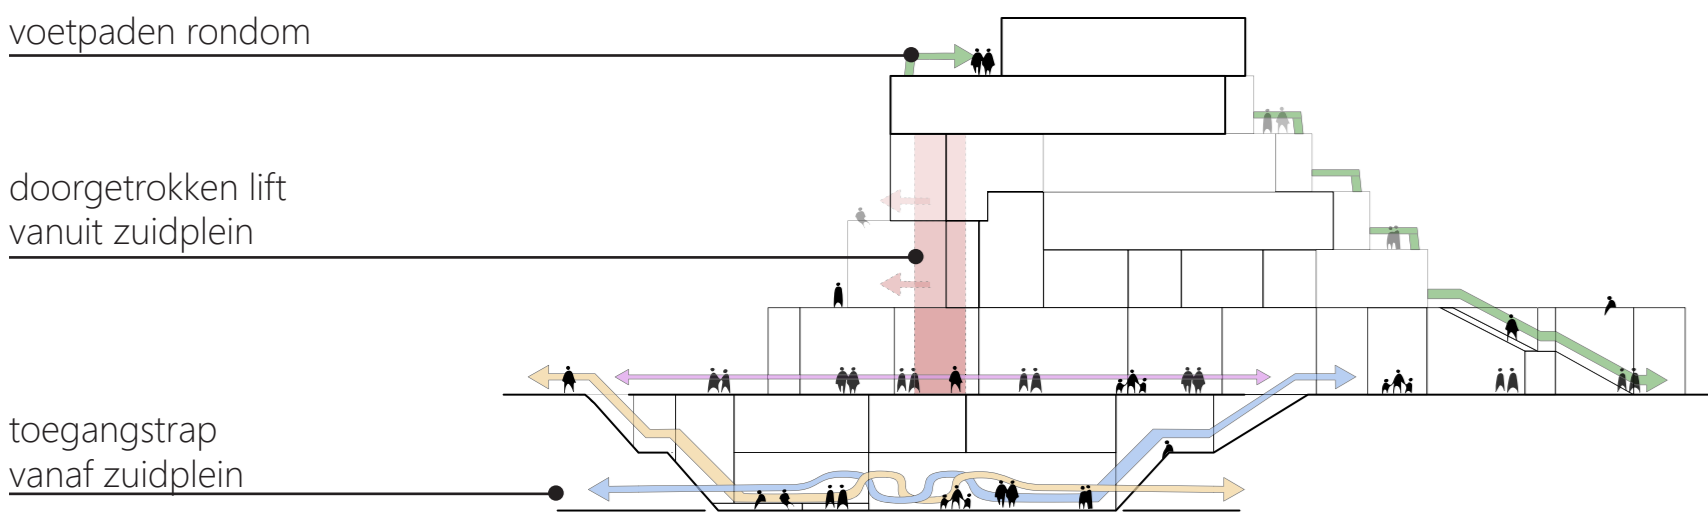 voetpaden rondom
doorgetrokken lift
vanuit zuidplein
toegangstrap
vanaf zuidplein